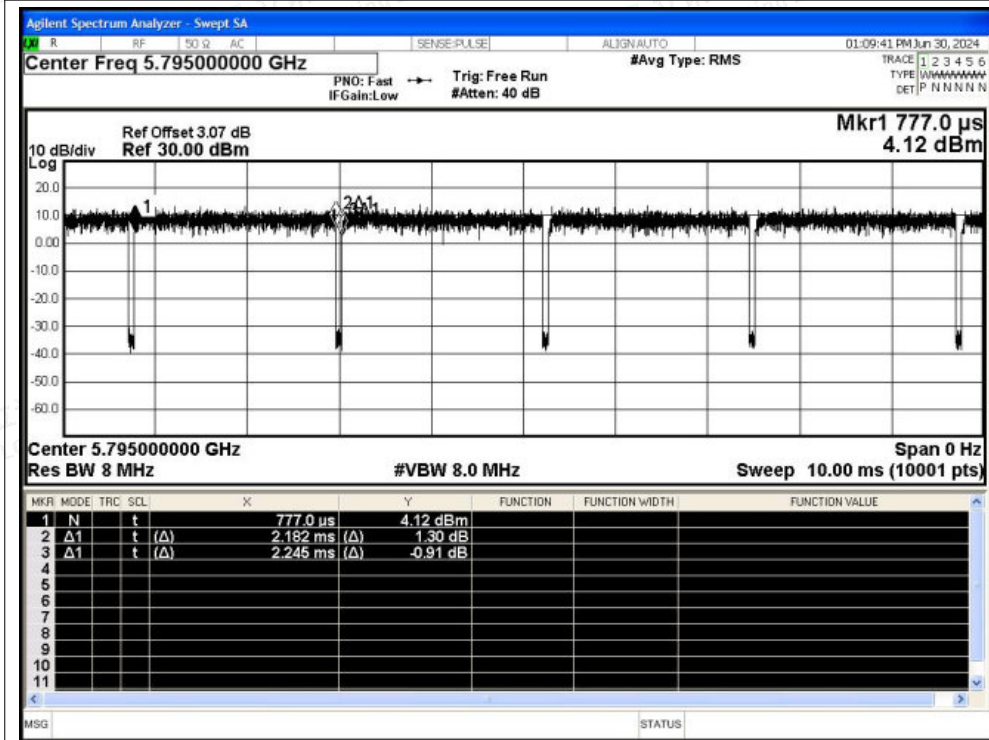 Agilent Spectrum Analyzer - Swept SA
LXI R RF 50 Ω AC SENSE:PULSE ALIGN AUTO 01:09:41 PM Jun 30, 2024
Center Freq 5.795000000 GHz
PNO: Fast
IFGain:Low
Trig: Free Run
#Atten: 40 dB
#Avg Type: RMS
TRACE 1 2 3 4 5 6
TYPE
DET P N N N N N
Mkr1 777.0 µs
4.12 dBm
Ref Offset 3.07 dB
10 dB/div Ref 30.00 dBm
Log
20.0
10.0
0.00
-10.0
-20.0
-30.0
-40.0
-50.0
-60.0
1
2Δ1
Center 5.795000000 GHz Span 0 Hz
Res BW 8 MHz #VBW 8.0 MHz Sweep 10.00 ms (10001 pts)
MKR MODE TRC SCL X Y FUNCTION FUNCTION WIDTH FUNCTION VALUE
1 N t 777.0 µs 4.12 dBm
2 Δ1 t (Δ) 2.182 ms (Δ) 1.30 dB
3 Δ1 t (Δ) 2.245 ms (Δ) -0.91 dB
4
5
6
7
8
9
10
11
MSG STATUS